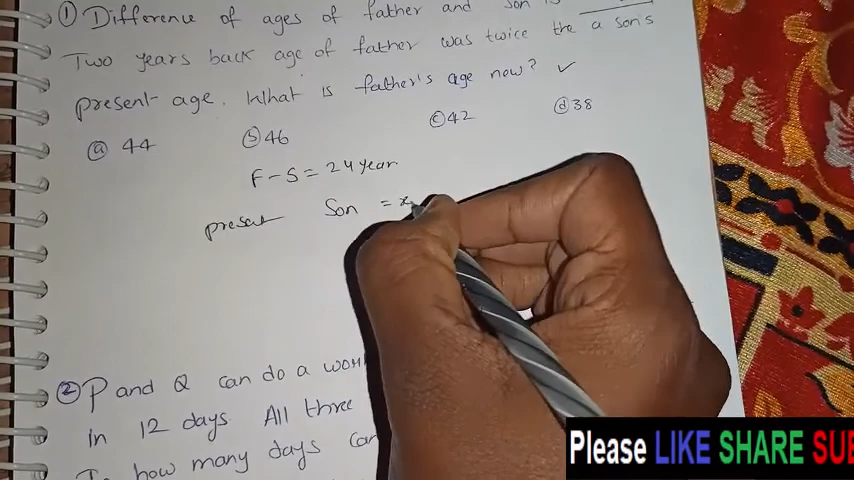 ① Difference of ages of father and son is
Two years back age of father was twice the a son's
present age. What is father's age now? ✓
ⓐ 44 ⓑ 46 ⓒ 42 ⓓ 38
F - S = 24 year
present Son = x
② P and Q can do a work
in 12 days All three
In how many days can
Please LIKE SHARE SUB